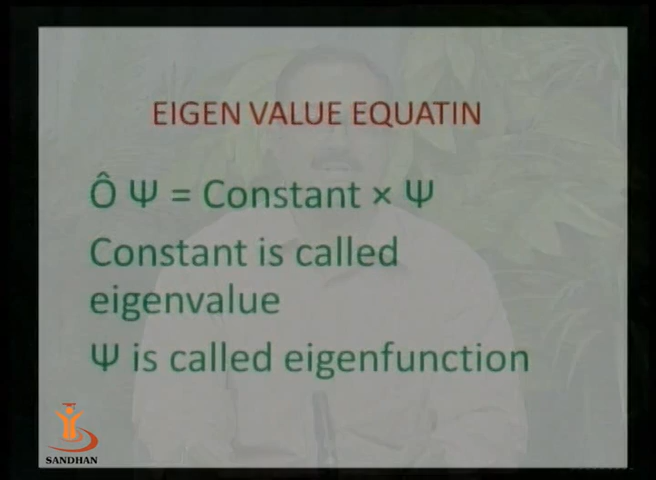 EIGEN VALUE EQUATIN
Ô Ψ = Constant × Ψ
Constant is called
eigenvalue
Ψ is called eigenfunction
SANDHAN